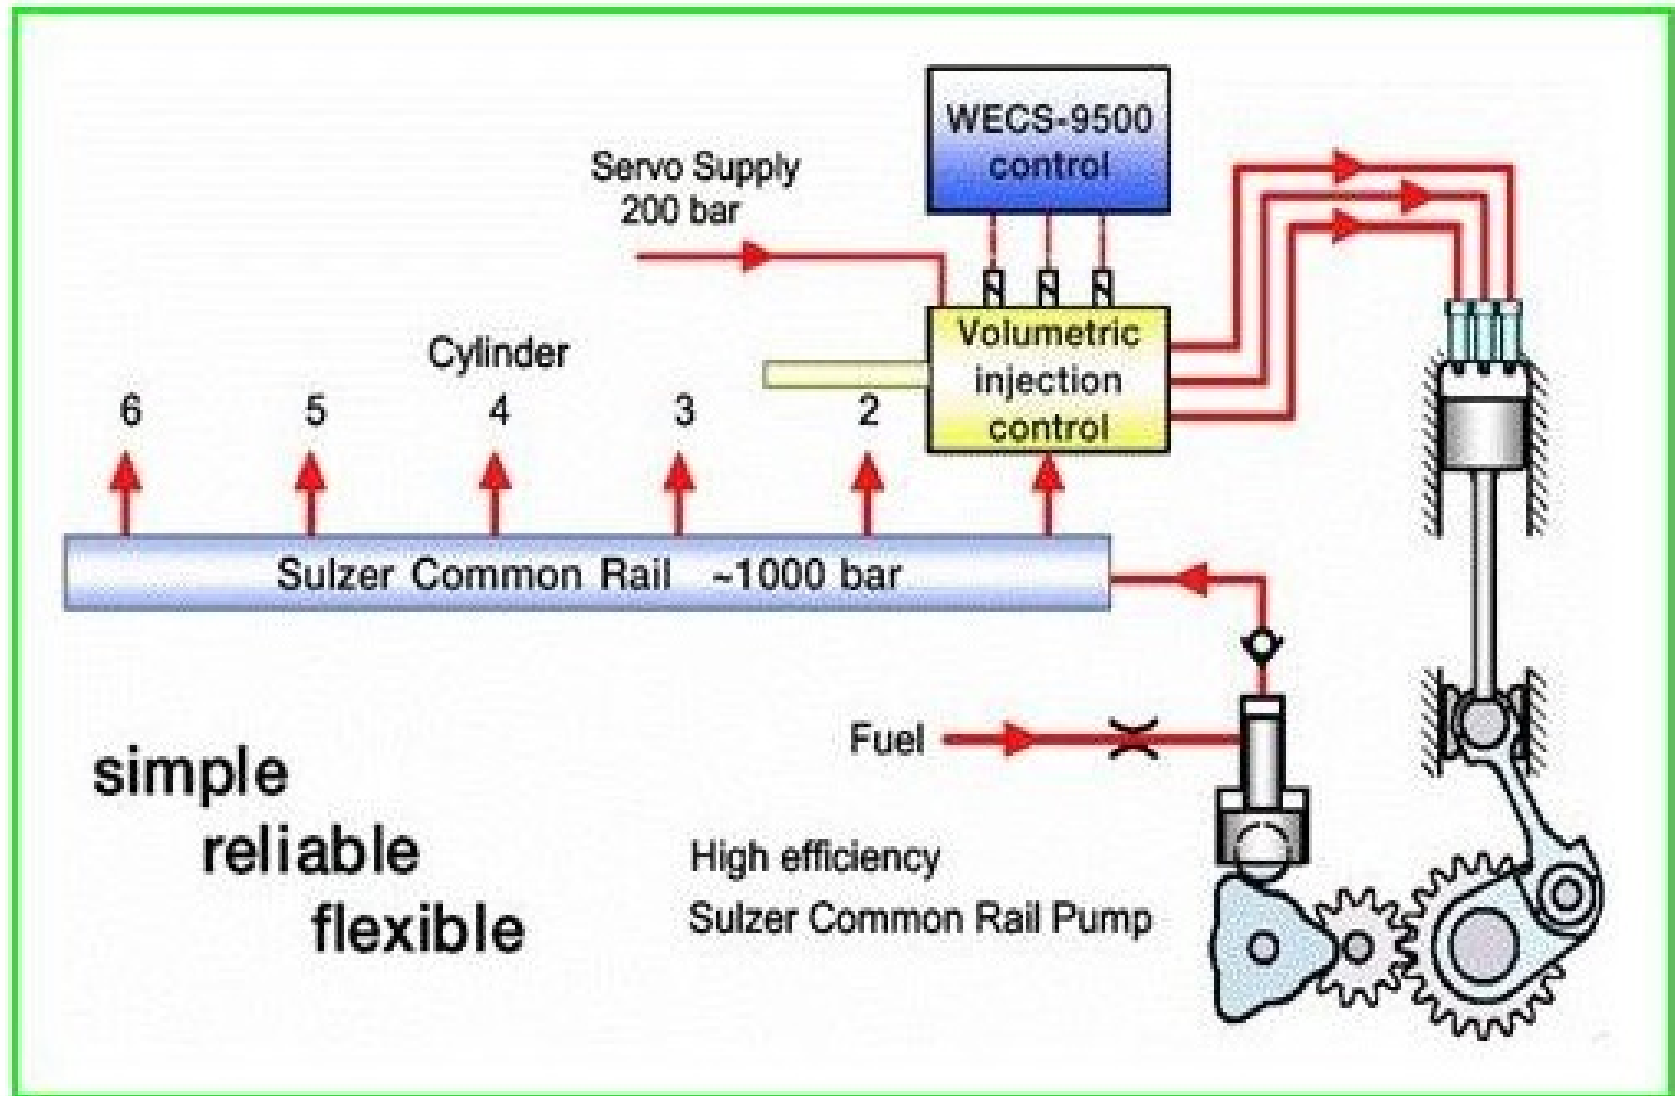 WECS-9500
control
Servo Supply
200 bar
Volumetric
injection
control
Cylinder
6 5 4 3 2
Sulzer Common Rail ~1000 bar
Fuel
simple
reliable
flexible
High efficiency
Sulzer Common Rail Pump